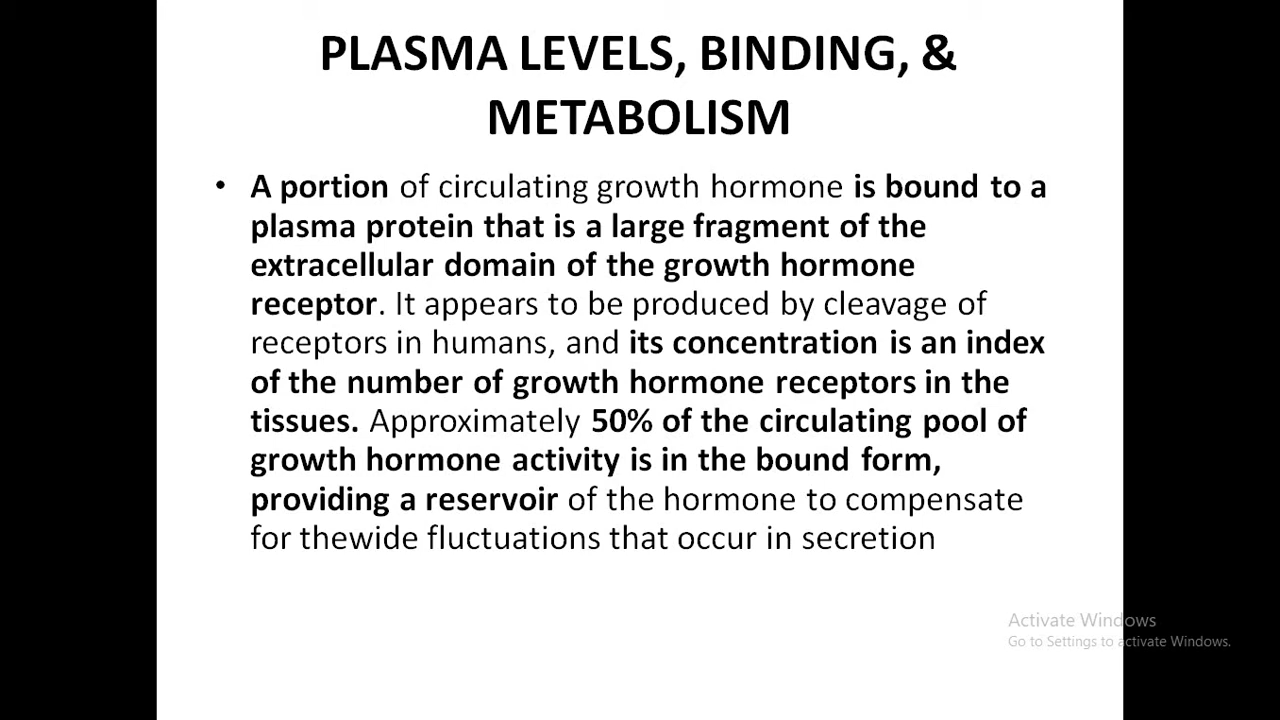 PLASMA LEVELS, BINDING, &
METABOLISM
• A portion of circulating growth hormone is bound to a
plasma protein that is a large fragment of the
extracellular domain of the growth hormone
receptor. It appears to be produced by cleavage of
receptors in humans, and its concentration is an index
of the number of growth hormone receptors in the
tissues. Approximately 50% of the circulating pool of
growth hormone activity is in the bound form,
providing a reservoir of the hormone to compensate
for thewide fluctuations that occur in secretion
Activate Windows
Go to Settings to activate Windows.